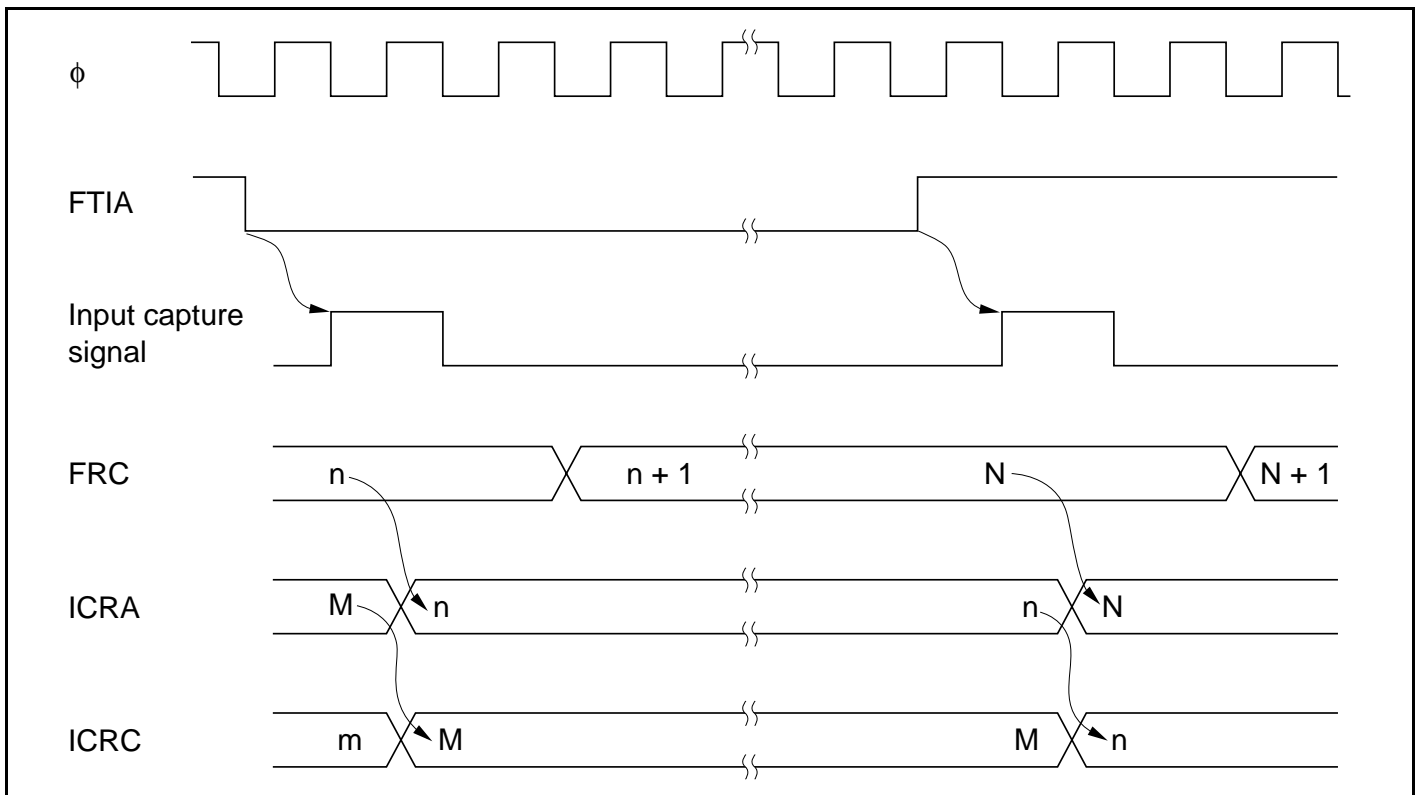 ϕ
FTIA
Input capture
signal
FRC n n + 1 N N + 1
ICRA M n n N
ICRC m M M n